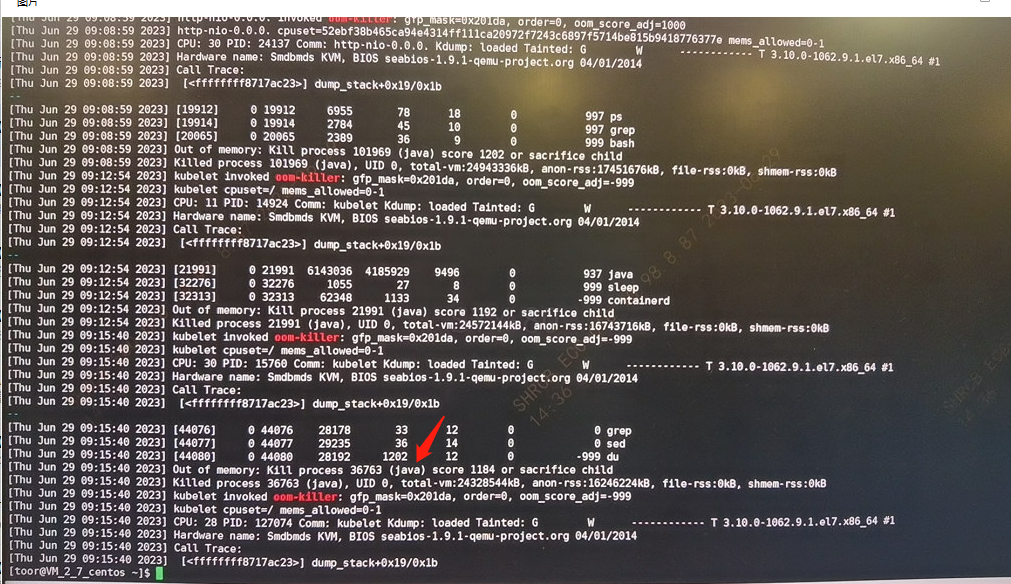 图片
[Thu Jun 29 09:08:59 2023] http-nio-0.0.0. invoked oom-killer: gfp_mask=0x201da, order=0, oom_score_adj=1000
[Thu Jun 29 09:08:59 2023] http-nio-0.0.0. cpuset=52ebf38b465ca94e4314ff111ca20972f7243c6897f5714be815b9418776377e mems_allowed=0-1
[Thu Jun 29 09:08:59 2023] CPU: 30 PID: 24137 Comm: http-nio-0.0.0. Kdump: loaded Tainted: G        W      ------------ T 3.10.0-1062.9.1.el7.x86_64 #1
[Thu Jun 29 09:08:59 2023] Hardware name: Smdbmds KVM, BIOS seabios-1.9.1-qemu-project.org 04/01/2014
[Thu Jun 29 09:08:59 2023] Call Trace:
[Thu Jun 29 09:08:59 2023]  [<ffffffff8717ac23>] dump_stack+0x19/0x1b
--
[Thu Jun 29 09:08:59 2023] [19912]     0 19912     6955       78      18        0           997 ps
[Thu Jun 29 09:08:59 2023] [19914]     0 19914     2784       45      10        0           997 grep
[Thu Jun 29 09:08:59 2023] [20065]     0 20065     2389       36       9        0           999 bash
[Thu Jun 29 09:08:59 2023] Out of memory: Kill process 101969 (java) score 1202 or sacrifice child
[Thu Jun 29 09:08:59 2023] Killed process 101969 (java), UID 0, total-vm:24943336kB, anon-rss:17451676kB, file-rss:0kB, shmem-rss:0kB
[Thu Jun 29 09:12:54 2023] kubelet invoked oom-killer: gfp_mask=0x201da, order=0, oom_score_adj=-999
[Thu Jun 29 09:12:54 2023] kubelet cpuset=/ mems_allowed=0-1
[Thu Jun 29 09:12:54 2023] CPU: 11 PID: 14924 Comm: kubelet Kdump: loaded Tainted: G        W      ------------ T 3.10.0-1062.9.1.el7.x86_64 #1
[Thu Jun 29 09:12:54 2023] Hardware name: Smdbmds KVM, BIOS seabios-1.9.1-qemu-project.org 04/01/2014
[Thu Jun 29 09:12:54 2023] Call Trace:
[Thu Jun 29 09:12:54 2023]  [<ffffffff8717ac23>] dump_stack+0x19/0x1b
--
[Thu Jun 29 09:12:54 2023] [21991]     0 21991  6143036  4185929    9496        0           937 java
[Thu Jun 29 09:12:54 2023] [32276]     0 32276     1055       27       8        0           999 sleep
[Thu Jun 29 09:12:54 2023] [32313]     0 32313    62348     1133      34        0          -999 containerd
[Thu Jun 29 09:12:54 2023] Out of memory: Kill process 21991 (java) score 1192 or sacrifice child
[Thu Jun 29 09:12:54 2023] Killed process 21991 (java), UID 0, total-vm:24572144kB, anon-rss:16743716kB, file-rss:0kB, shmem-rss:0kB
[Thu Jun 29 09:15:40 2023] kubelet invoked oom-killer: gfp_mask=0x201da, order=0, oom_score_adj=-999
[Thu Jun 29 09:15:40 2023] kubelet cpuset=/ mems_allowed=0-1
[Thu Jun 29 09:15:40 2023] CPU: 30 PID: 15760 Comm: kubelet Kdump: loaded Tainted: G        W      ------------ T 3.10.0-1062.9.1.el7.x86_64 #1
[Thu Jun 29 09:15:40 2023] Hardware name: Smdbmds KVM, BIOS seabios-1.9.1-qemu-project.org 04/01/2014
[Thu Jun 29 09:15:40 2023] Call Trace:
[Thu Jun 29 09:15:40 2023]  [<ffffffff8717ac23>] dump_stack+0x19/0x1b
--
[Thu Jun 29 09:15:40 2023] [44076]     0 44076    28178       33      12        0             0 grep
[Thu Jun 29 09:15:40 2023] [44077]     0 44077    29235       36      14        0             0 sed
[Thu Jun 29 09:15:40 2023] [44080]     0 44080    28192     1202      12        0          -999 du
[Thu Jun 29 09:15:40 2023] Out of memory: Kill process 36763 (java) score 1184 or sacrifice child
[Thu Jun 29 09:15:40 2023] Killed process 36763 (java), UID 0, total-vm:24328544kB, anon-rss:16246224kB, file-rss:0kB, shmem-rss:0kB
[Thu Jun 29 09:15:40 2023] kubelet invoked oom-killer: gfp_mask=0x201da, order=0, oom_score_adj=-999
[Thu Jun 29 09:15:40 2023] kubelet cpuset=/ mems_allowed=0-1
[Thu Jun 29 09:15:40 2023] CPU: 28 PID: 127074 Comm: kubelet Kdump: loaded Tainted: G        W      ------------ T 3.10.0-1062.9.1.el7.x86_64 #1
[Thu Jun 29 09:15:40 2023] Hardware name: Smdbmds KVM, BIOS seabios-1.9.1-qemu-project.org 04/01/2014
[Thu Jun 29 09:15:40 2023] Call Trace:
[Thu Jun 29 09:15:40 2023]  [<ffffffff8717ac23>] dump_stack+0x19/0x1b
[toor@VM_2_7_centos ~]$